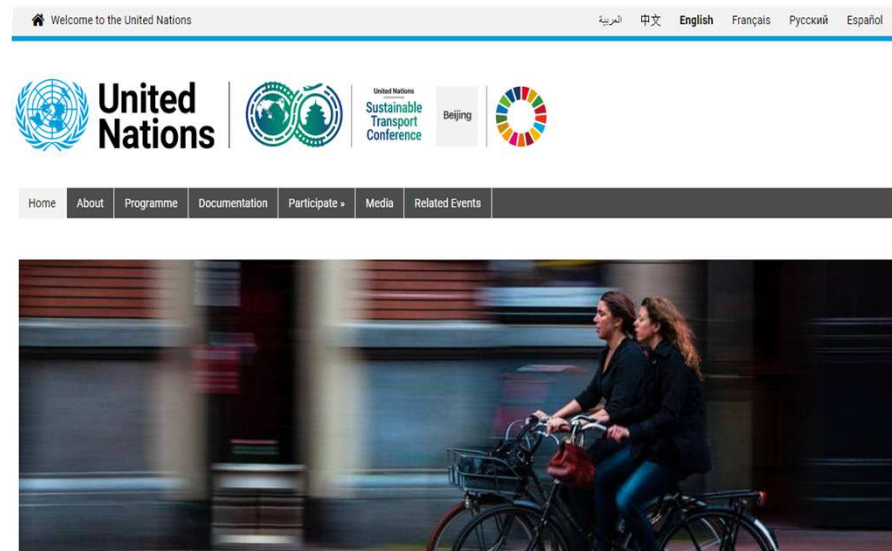 Welcome to the United Nations
العربية 中文 English Français Русский Español
United
Nations
United Nations
Sustainable
Transport
Conference
Beijing
Home About Programme Documentation Participate » Media Related Events